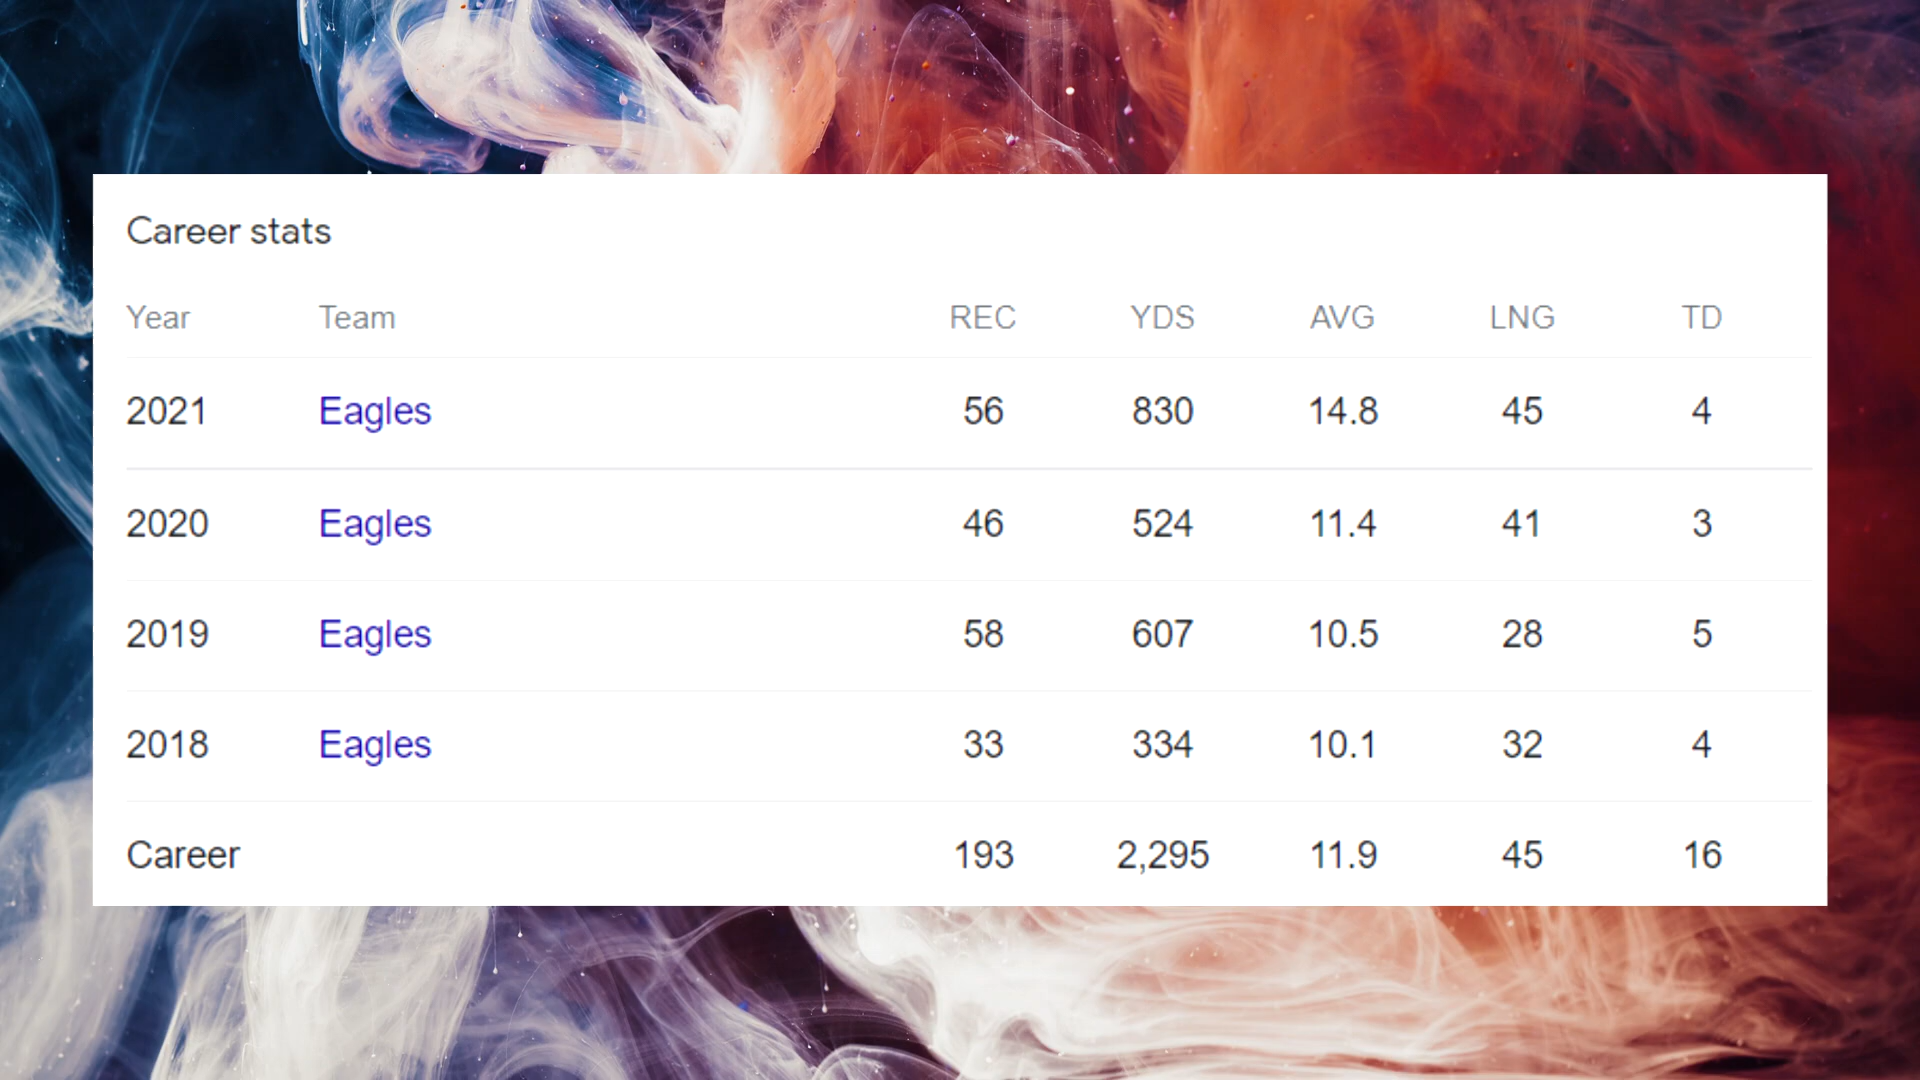 Career stats
Year Team REC YDS AVG LNG TD
2021 Eagles 56 830 14.8 45 4
2020 Eagles 46 524 11.4 41 3
2019 Eagles 58 607 10.5 28 5
2018 Eagles 33 334 10.1 32 4
Career 193 2,295 11.9 45 16